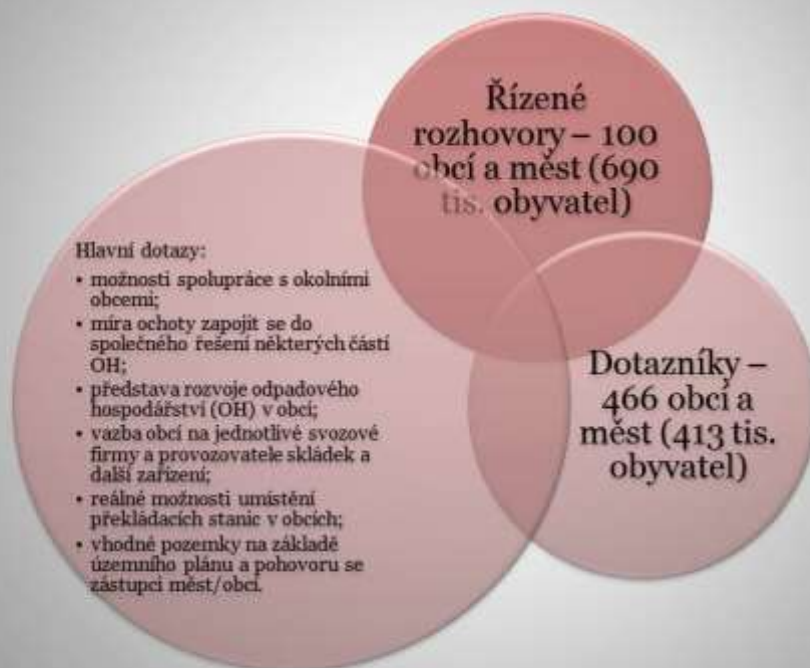 Řízené
rozhovory – 100
obcí a měst (690
tis. obyvatel)
Hlavní dotazy:
• možnosti spolupráce s okolními
obcemi;
• míra ochoty zapojit se do
společného řešení některých částí
OH;
• představa rozvoje odpadového
hospodářství (OH) v obci;
• vazba obcí na jednotlivé svozové
firmy a provozovatele skládek a
další zařízení;
• reálné možnosti umístění
překládacích stanic v obcích;
• vhodné pozemky na základě
územního plánu a pohovoru se
zástupci měst/obcí.
Dotazníky –
466 obcí a
měst (413 tis.
obyvatel)